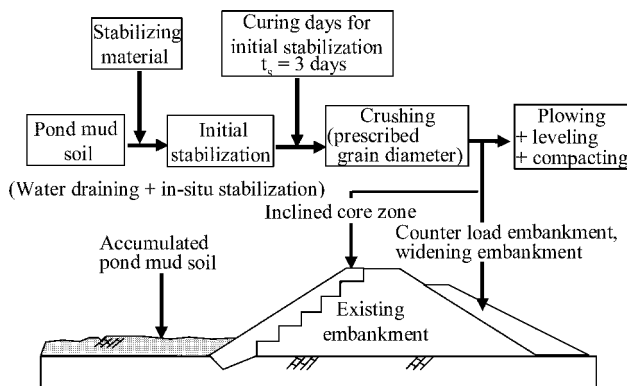 Stabilizing
material
Curing days for
initial stabilization
ts = 3 days
Pond mud
soil
Initial
stabilization
Crushing
(prescribed
grain diameter)
Plowing
+ leveling
+ compacting
(Water draining + in-situ stabilization)
Inclined core zone
Counter load embankment,
widening embankment
Accumulated
pond mud soil
Existing
embankment